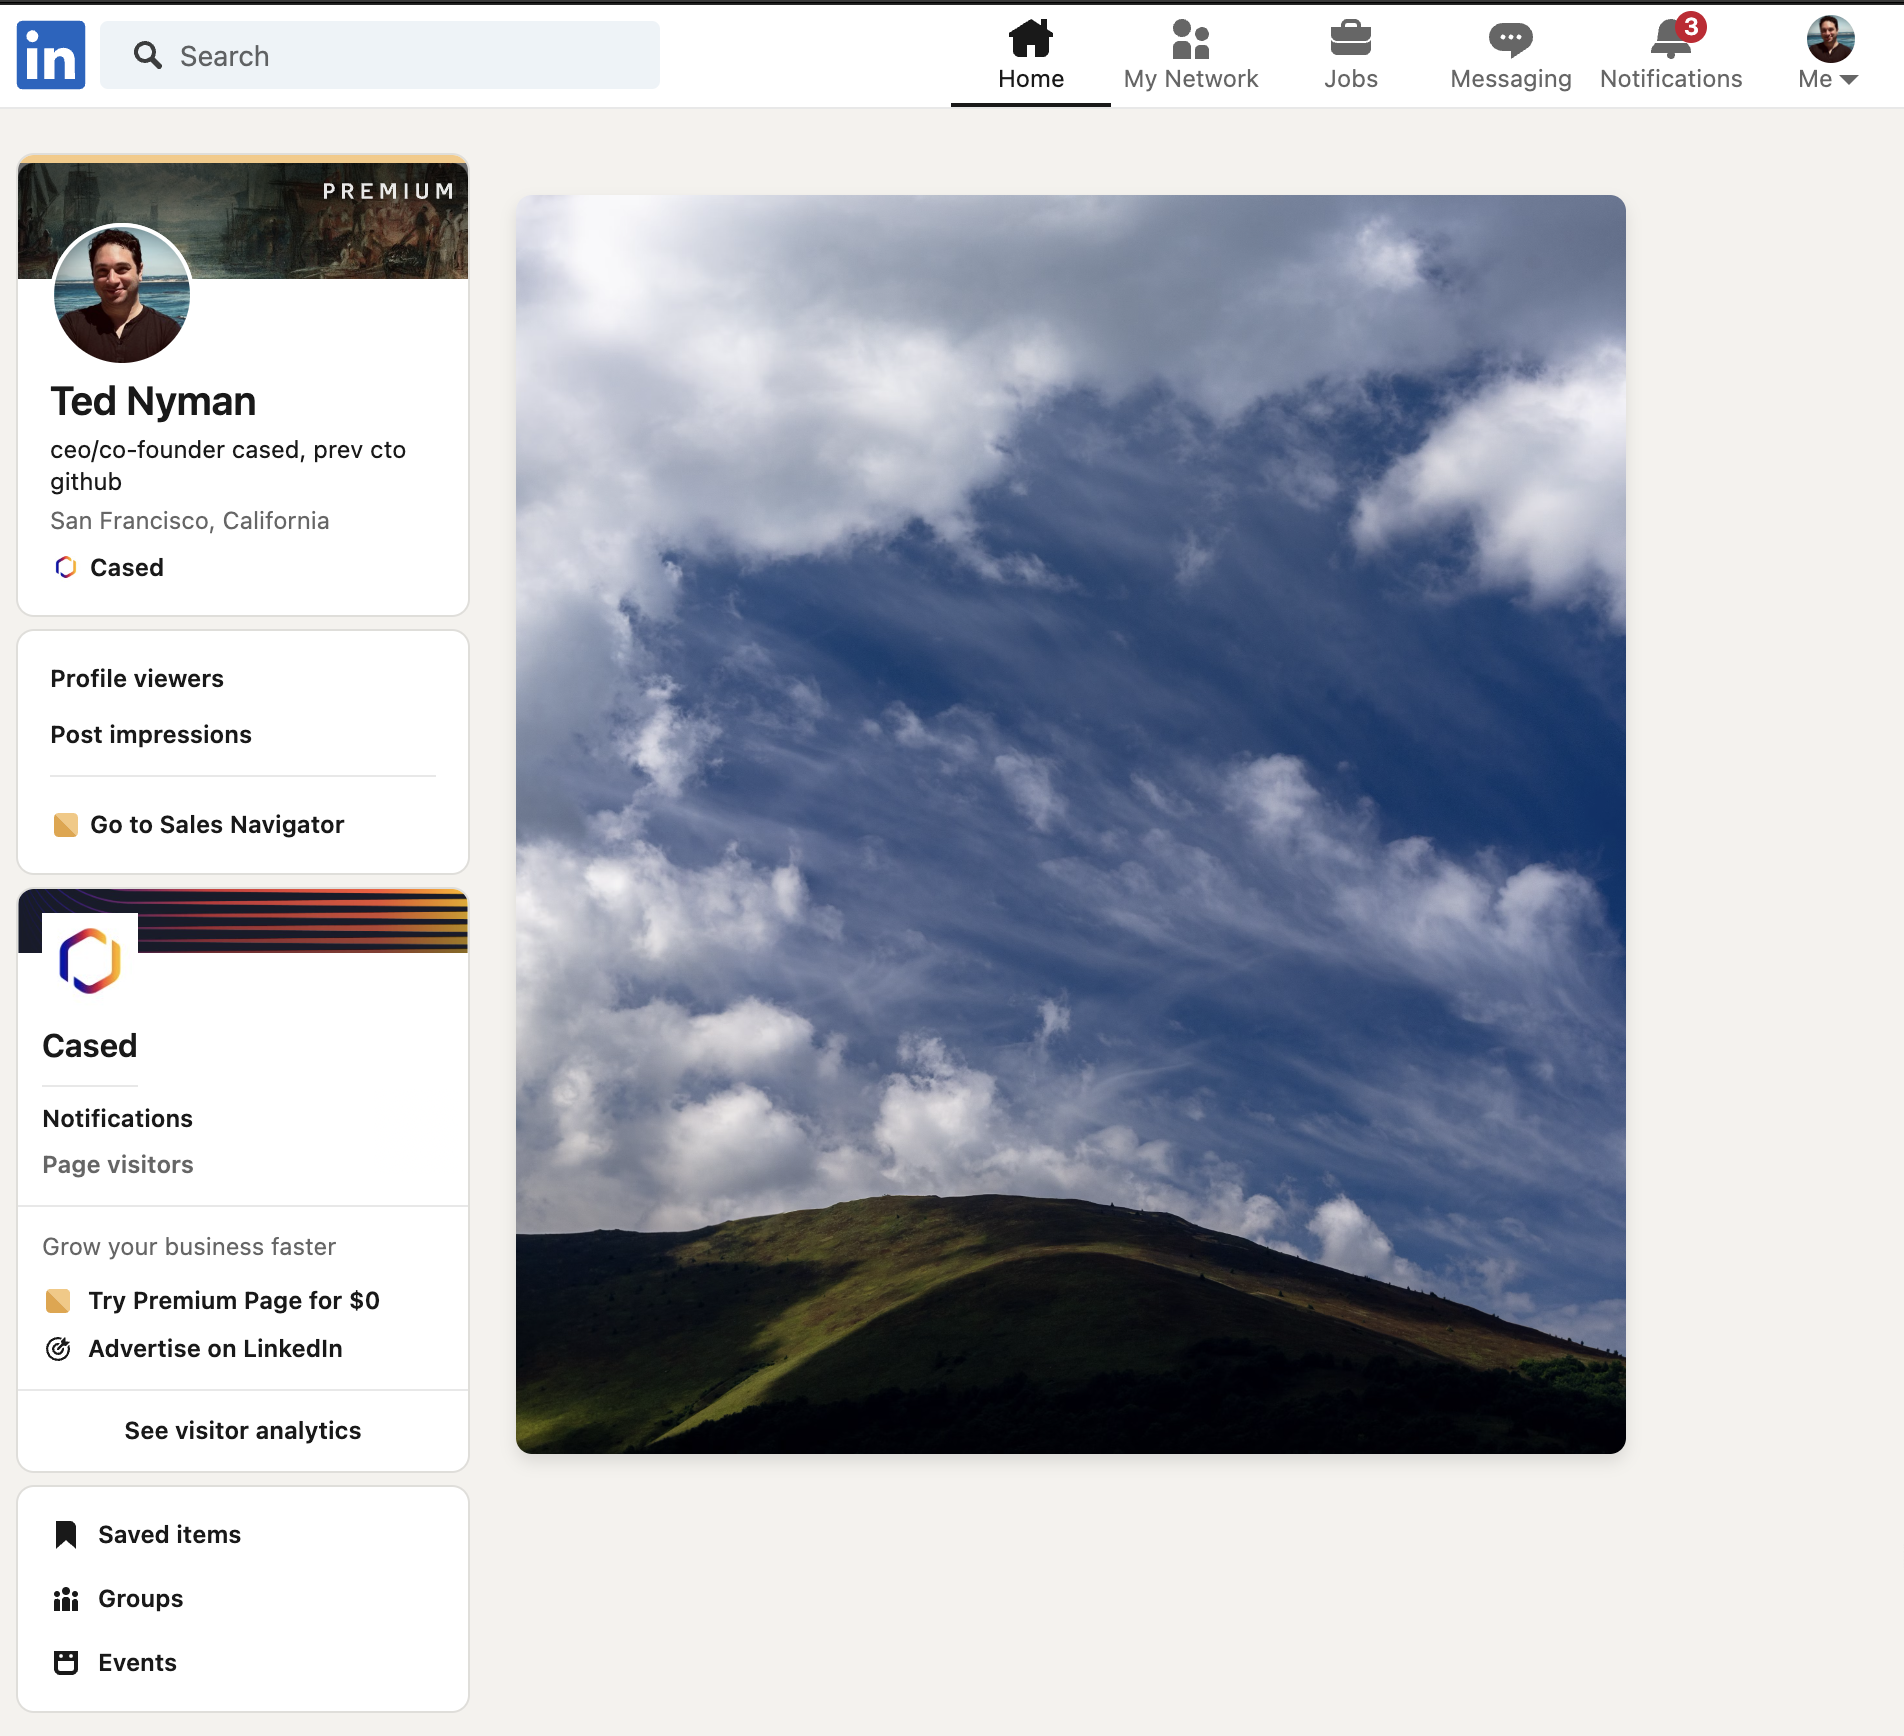 in
Search
Home
My Network
Jobs
Messaging
3
Notifications
Me
PREMIUM
Ted Nyman
ceo/co-founder cased, prev cto
github
San Francisco, California
Cased
Profile viewers
Post impressions
Go to Sales Navigator
Cased
Notifications
Page visitors
Grow your business faster
Try Premium Page for $0
Advertise on LinkedIn
See visitor analytics
Saved items
Groups
Events